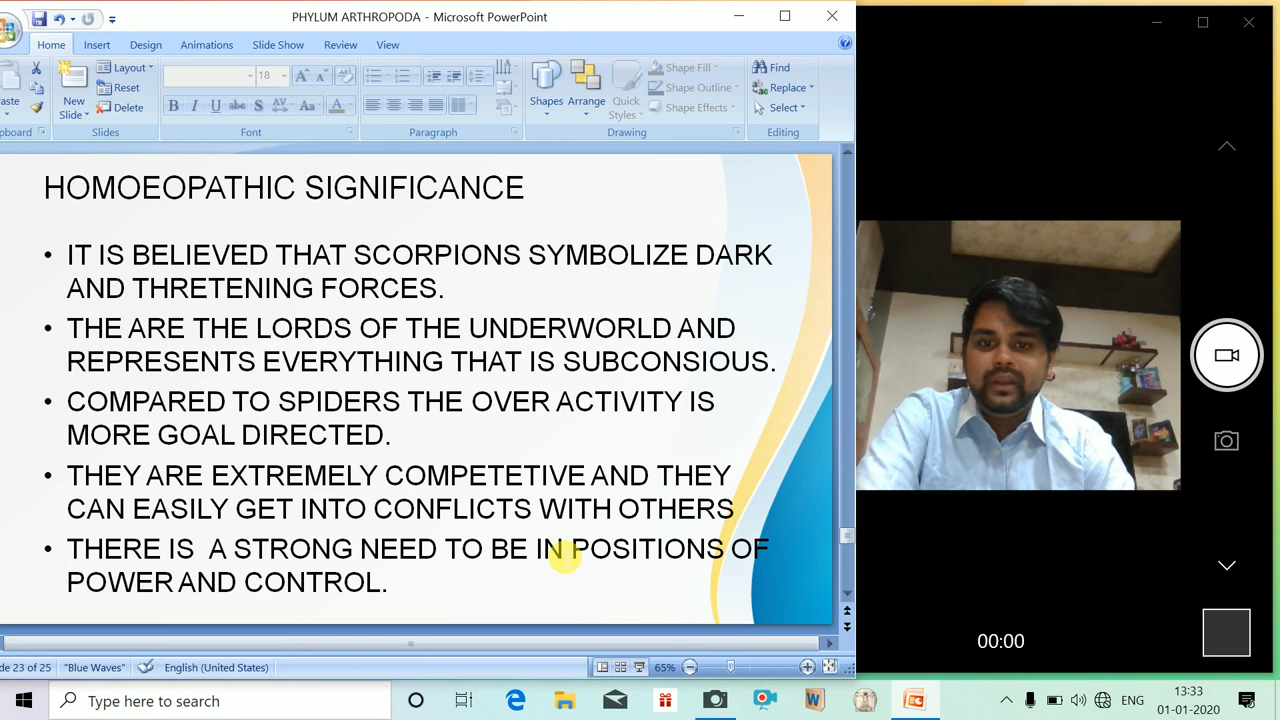 PHYLUM ARTHROPODA - Microsoft PowerPoint
Home Insert Design Animations Slide Show Review View
Layout
Reset
Delete
New
Slide
Slides
18
B I U abe S AV Aa A
Font
Paragraph
Shapes Arrange Quick
Styles
Shape Fill
Shape Outline
Shape Effects
Drawing
Find
Replace
Select
Editing
aste
pboard
HOMOEOPATHIC SIGNIFICANCE
• IT IS BELIEVED THAT SCORPIONS SYMBOLIZE DARK
AND THRETENING FORCES.
• THE ARE THE LORDS OF THE UNDERWORLD AND
REPRESENTS EVERYTHING THAT IS SUBCONSIOUS.
• COMPARED TO SPIDERS THE OVER ACTIVITY IS
MORE GOAL DIRECTED.
• THEY ARE EXTREMELY COMPETETIVE AND THEY
CAN EASILY GET INTO CONFLICTS WITH OTHERS
• THERE IS A STRONG NEED TO BE IN POSITIONS OF
POWER AND CONTROL.
00:00
de 23 of 25 "Blue Waves" English (United States) 65%
Type here to search
ENG
13:33
01-01-2020